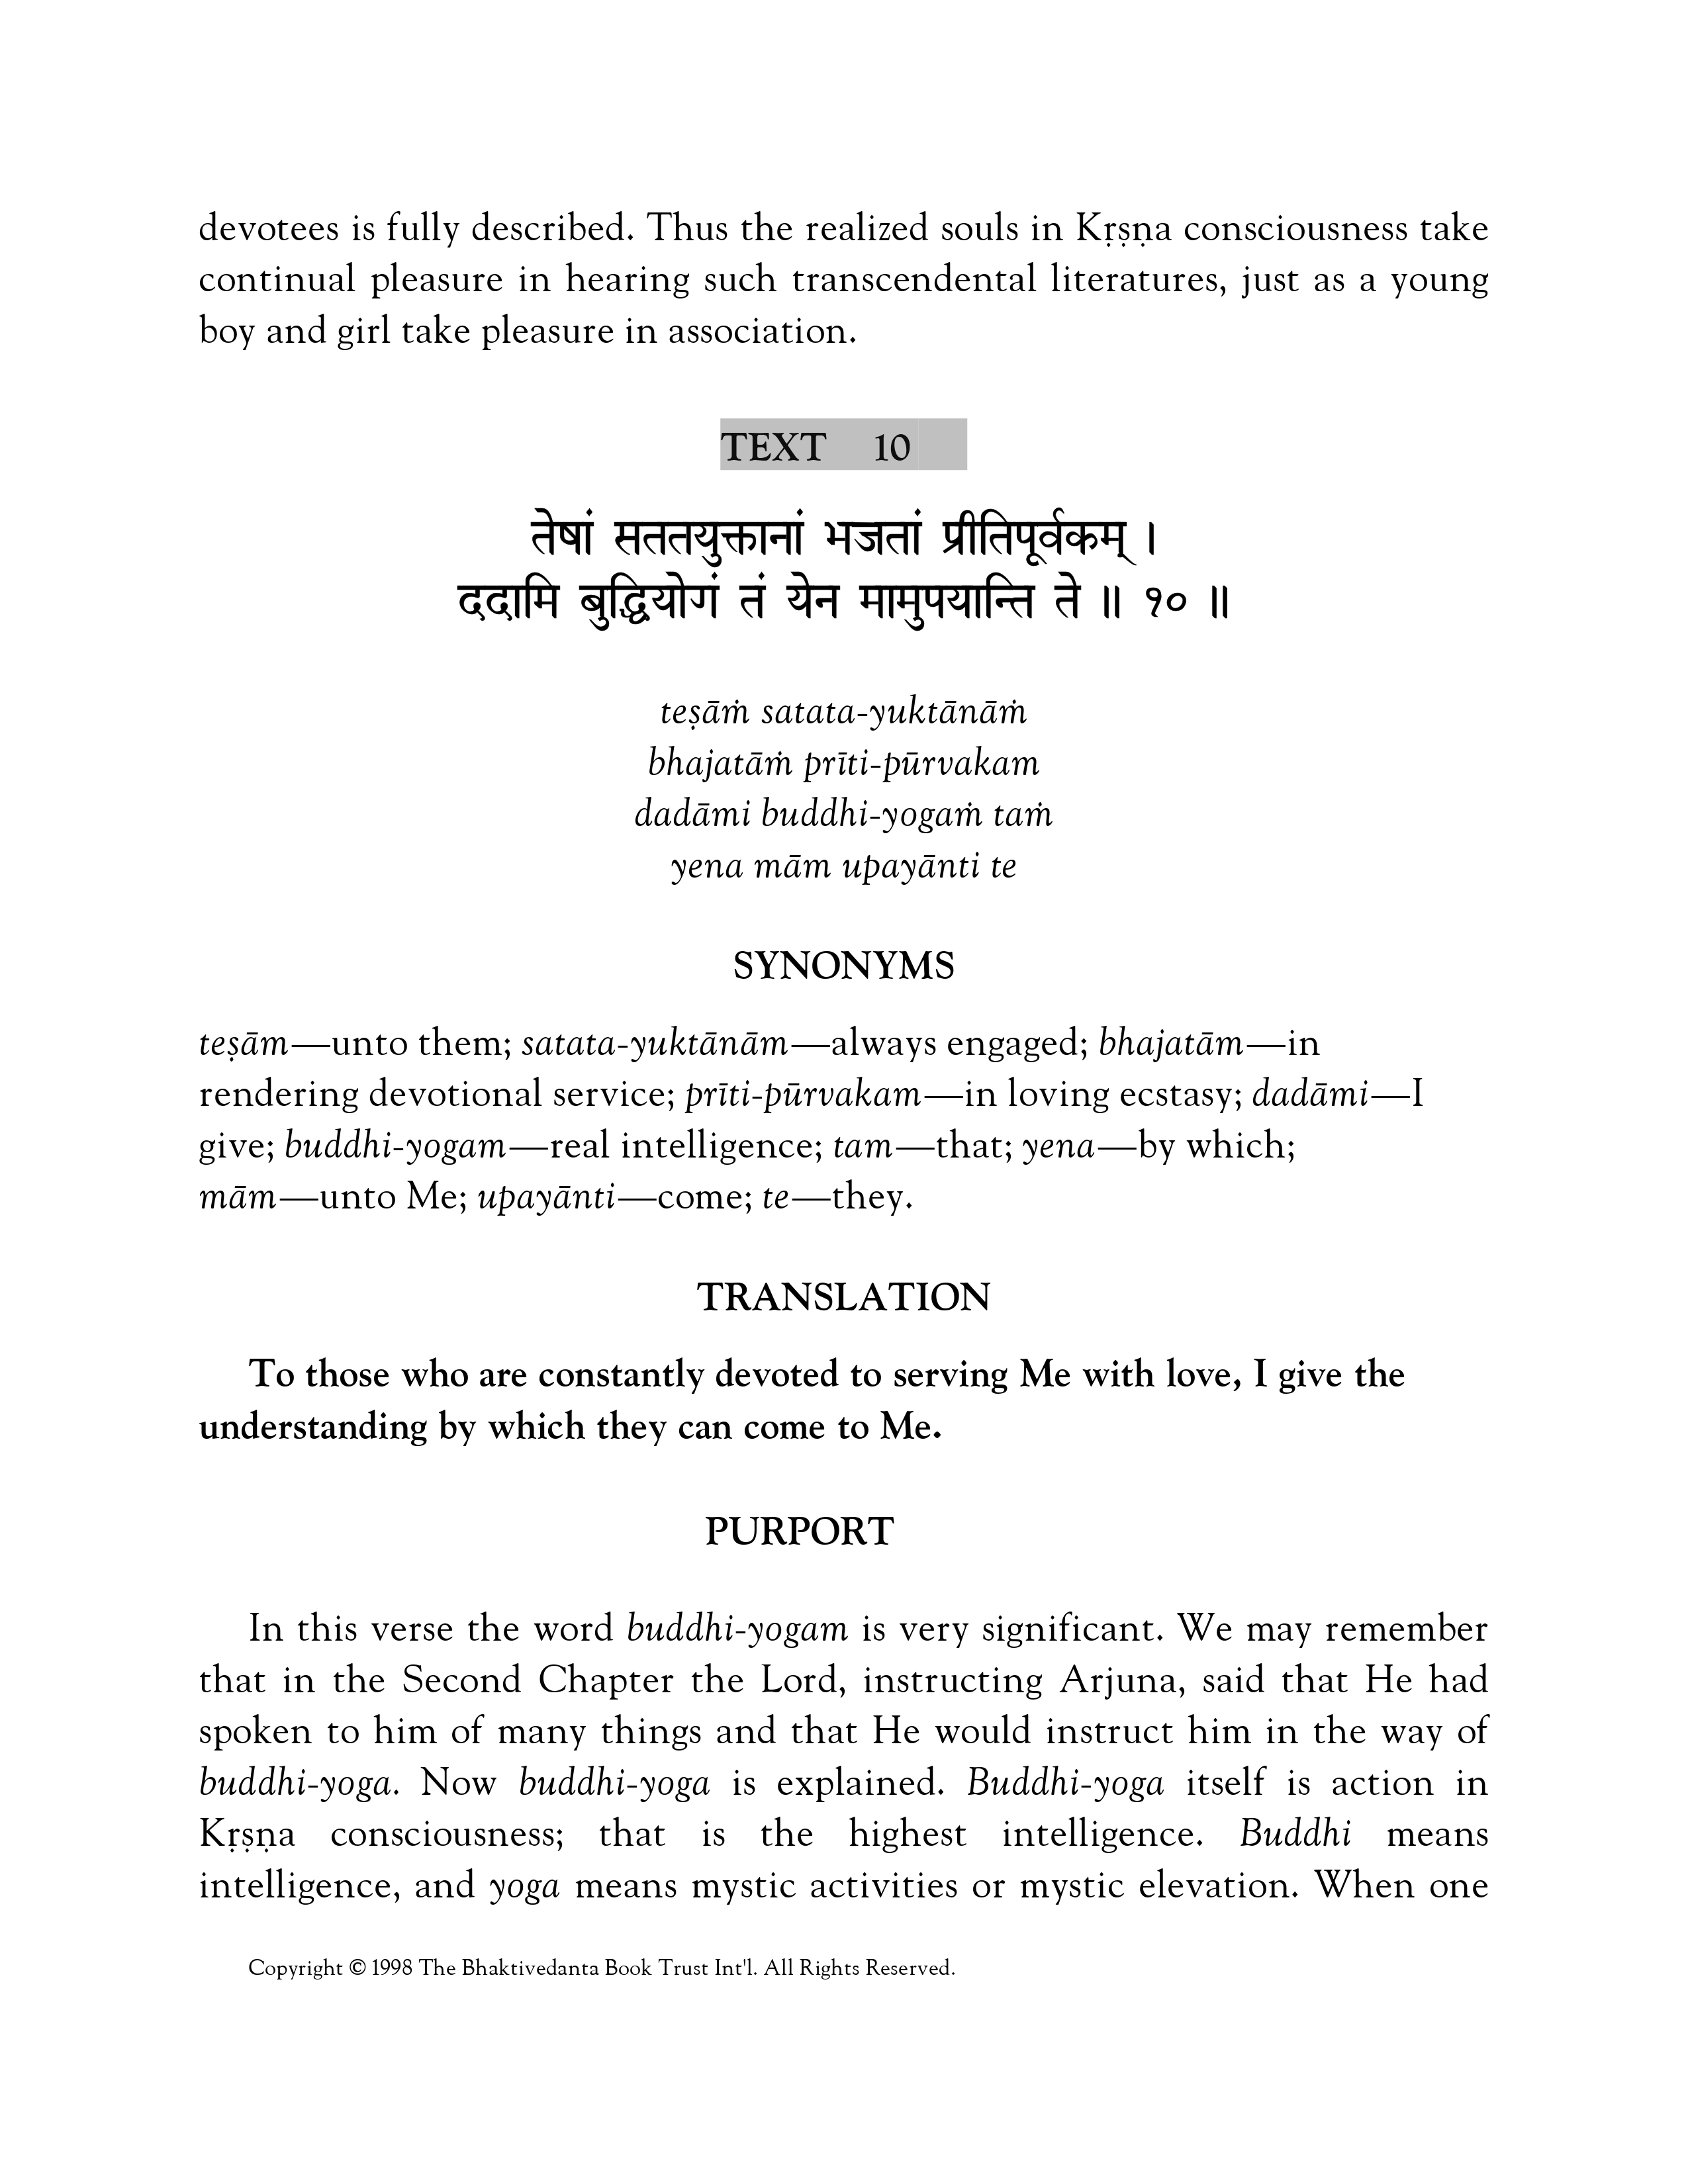 devotees is fully described. Thus the realized souls in Kṛṣṇa consciousness take
continual pleasure in hearing such transcendental literatures, just as a young
boy and girl take pleasure in association.
TEXT 10
तेषां सततयुक्तानां भजतां प्रीतिपूर्वकम् ।
ददामि बुद्धियोगं तं येन मामुपयान्ति ते ॥ १० ॥
teṣāṁ satata-yuktānāṁ
bhajatāṁ prīti-pūrvakam
dadāmi buddhi-yogaṁ taṁ
yena mām upayānti te
SYNONYMS
teṣām—unto them; satata-yuktānām—always engaged; bhajatām—in
rendering devotional service; prīti-pūrvakam—in loving ecstasy; dadāmi—I
give; buddhi-yogam—real intelligence; tam—that; yena—by which;
mām—unto Me; upayānti—come; te—they.
TRANSLATION
To those who are constantly devoted to serving Me with love, I give the
understanding by which they can come to Me.
PURPORT
In this verse the word buddhi-yogam is very significant. We may remember
that in the Second Chapter the Lord, instructing Arjuna, said that He had
spoken to him of many things and that He would instruct him in the way of
buddhi-yoga. Now buddhi-yoga is explained. Buddhi-yoga itself is action in
Kṛṣṇa consciousness; that is the highest intelligence. Buddhi means
intelligence, and yoga means mystic activities or mystic elevation. When one
Copyright © 1998 The Bhaktivedanta Book Trust Int'l. All Rights Reserved.